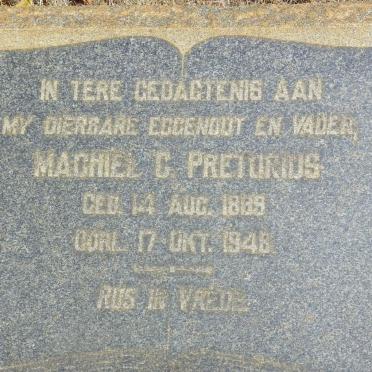 IN TERE GEDAGTENIS AAN
MY DIERBARE EGGENOOT EN VADER,
MACHIEL C. PRETORIUS
GEB. 14 AUG. 1889
OORL. 17 OKT. 1946
RUS IN VREDE